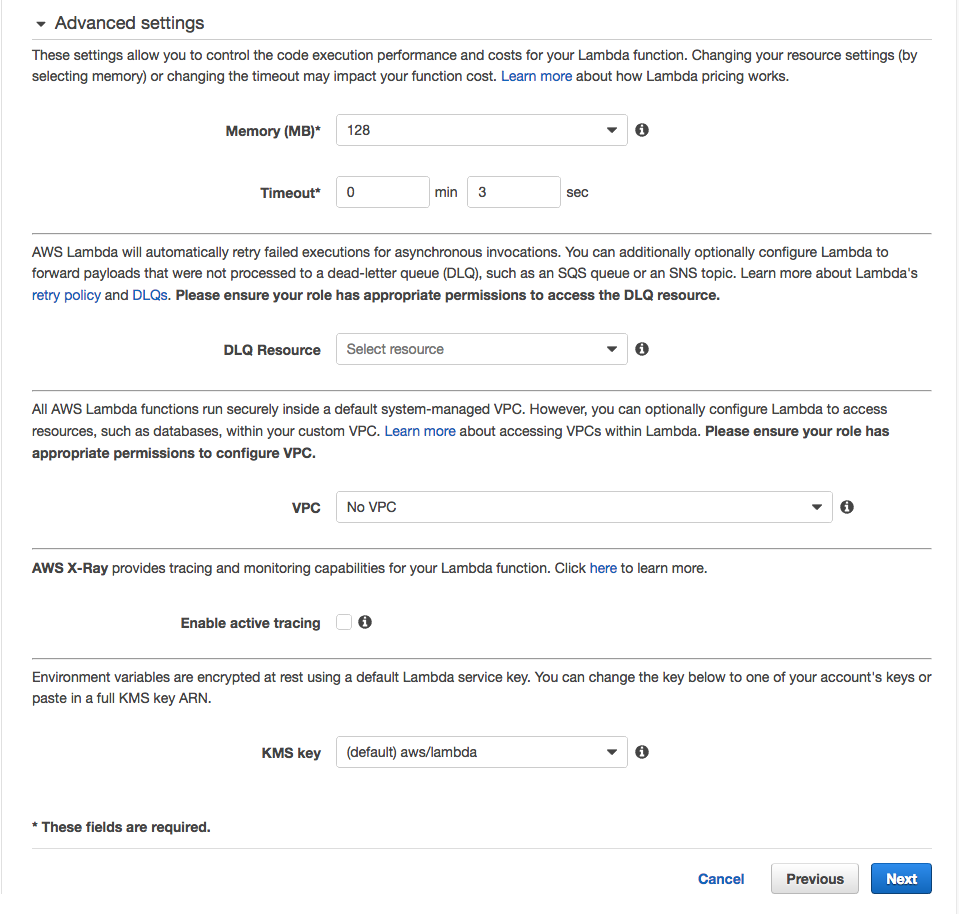 Advanced settings
These settings allow you to control the code execution performance and costs for your Lambda function. Changing your resource settings (by
selecting memory) or changing the timeout may impact your function cost. Learn more about how Lambda pricing works.
Memory (MB)* 128
Timeout* 0 min 3 sec
AWS Lambda will automatically retry failed executions for asynchronous invocations. You can additionally optionally configure Lambda to
forward payloads that were not processed to a dead-letter queue (DLQ), such as an SQS queue or an SNS topic. Learn more about Lambda's
retry policy and DLQs. Please ensure your role has appropriate permissions to access the DLQ resource.
DLQ Resource Select resource
All AWS Lambda functions run securely inside a default system-managed VPC. However, you can optionally configure Lambda to access
resources, such as databases, within your custom VPC. Learn more about accessing VPCs within Lambda. Please ensure your role has
appropriate permissions to configure VPC.
VPC No VPC
AWS X-Ray provides tracing and monitoring capabilities for your Lambda function. Click here to learn more.
Enable active tracing
Environment variables are encrypted at rest using a default Lambda service key. You can change the key below to one of your account's keys or
paste in a full KMS key ARN.
KMS key (default) aws/lambda
* These fields are required.
Cancel Previous Next